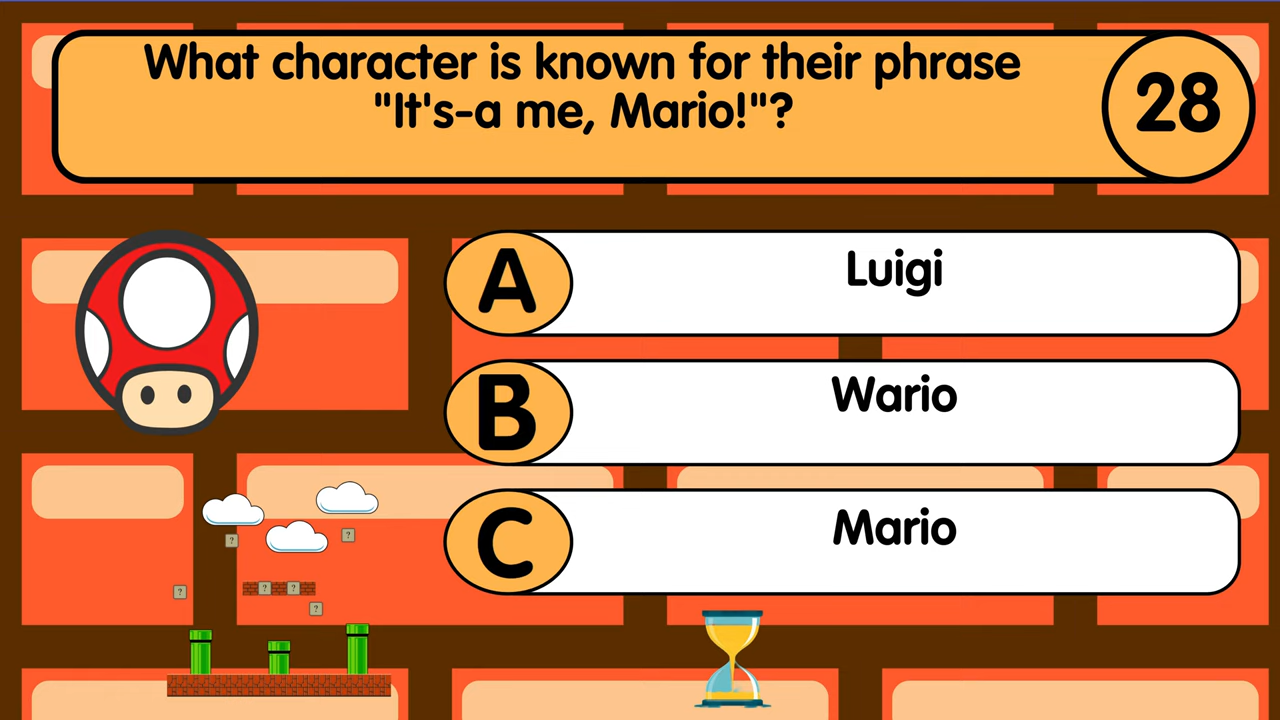 What character is known for their phrase
"It's-a me, Mario!"?
28
A
Luigi
B
Wario
C
Mario
?
?
?
?
?
?